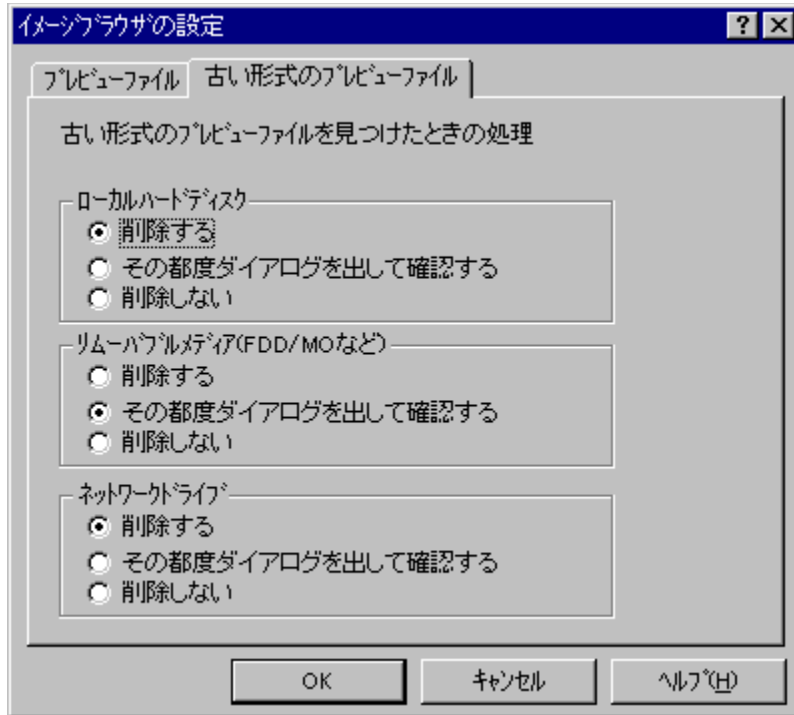 イメージブラウザの設定
プレビューファイル 古い形式のプレビューファイル
古い形式のプレビューファイルを見つけたときの処理
ローカルハードディスク
削除する
その都度ダイアログを出して確認する
削除しない
リムーバブルメディア(FDD/MOなど)
削除する
その都度ダイアログを出して確認する
削除しない
ネットワークドライブ
削除する
その都度ダイアログを出して確認する
削除しない
OK キャンセル ヘルプ(H)